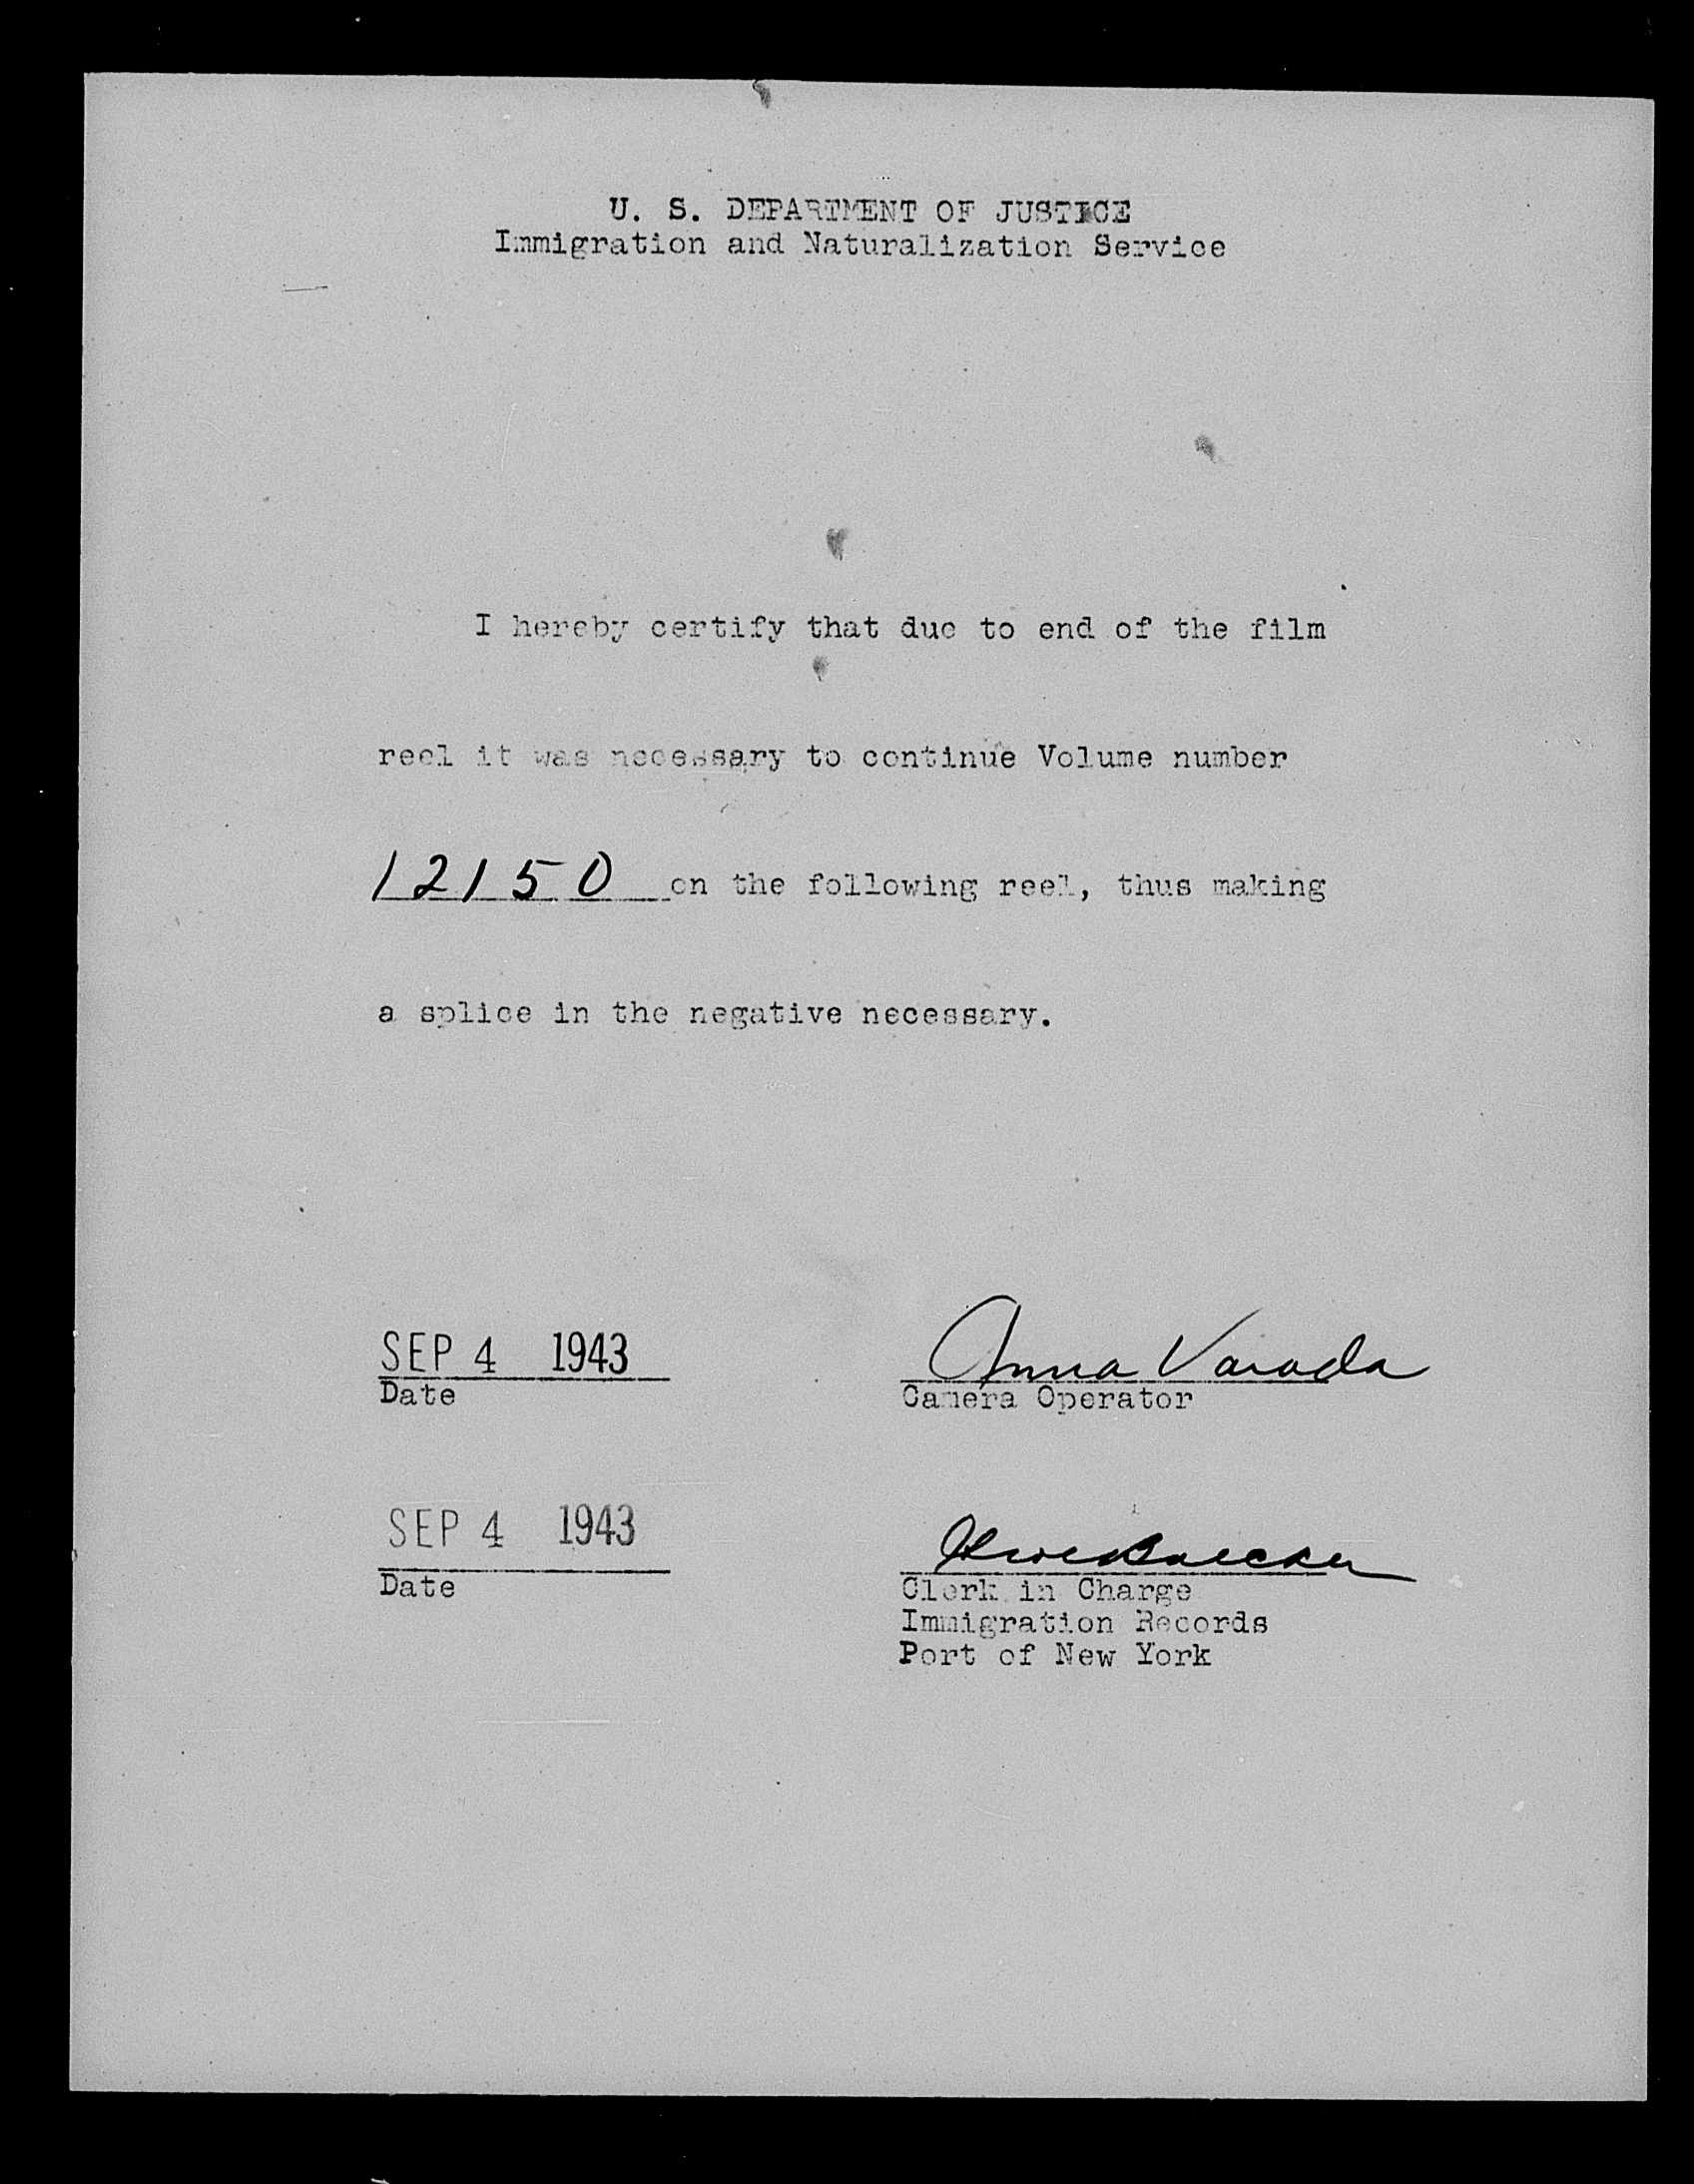 U. S. DEPARTMENT OF JUSTICE
Immigration and Naturalization Service
I hereby certify that due to end of the film
reel it was necessary to continue Volume number
12150 on the following reel, thus making
a splice in the negative necessary.
SEP 4 1943
Date
Anna Varada
Camera Operator
SEP 4 1943
Date
Clerk in Charge
Immigration Records
Port of New York